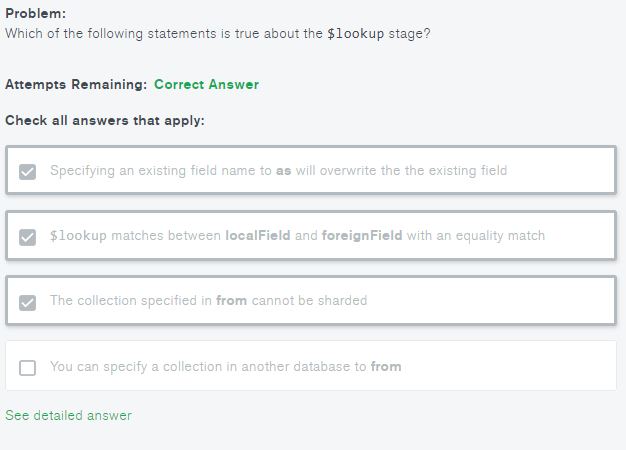 Problem:
Which of the following statements is true about the $lookup stage?
Attempts Remaining: Correct Answer
Check all answers that apply:
Specifying an existing field name to as will overwrite the the existing field
$lookup matches between localField and foreignField with an equality match
The collection specified in from cannot be sharded
You can specify a collection in another database to from
See detailed answer